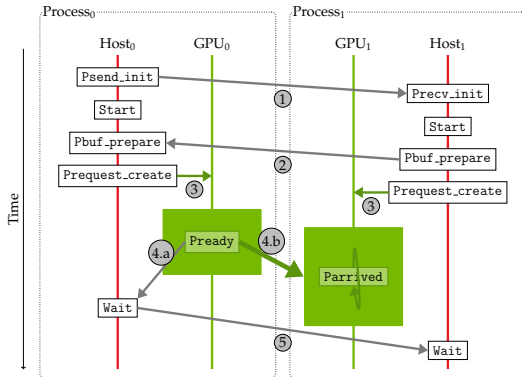 Process₀ Process₁
Host₀ GPU₀ GPU₁ Host₁
Psend_init
1
Precv_init
Start
Start
Pbuf_prepare
2
Pbuf_prepare
Prequest_create
3
Prequest_create
3
Time
Pready
4.a
4.b
Parrived
Wait
5
Wait